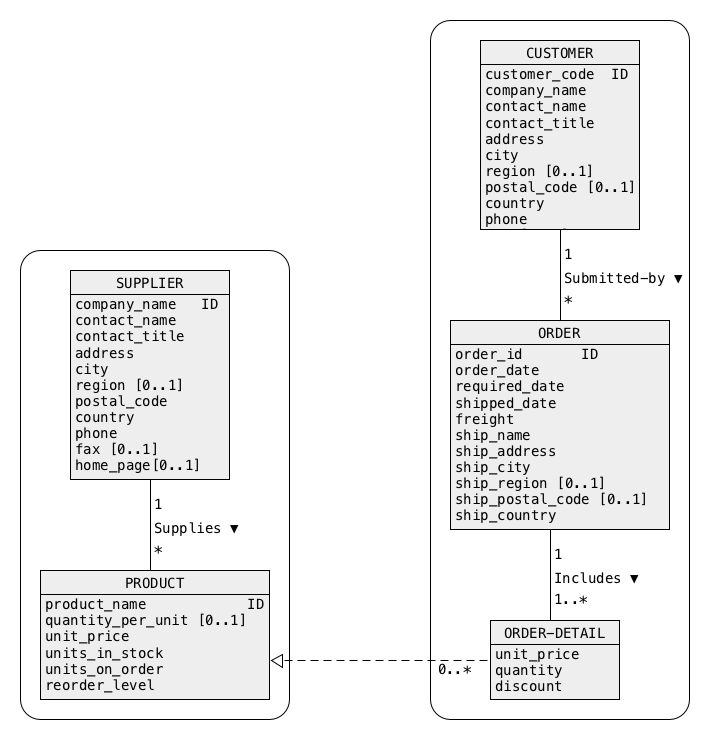 CUSTOMER
customer_code ID
company_name
contact_name
contact_title
address
city
region [0..1]
postal_code [0..1]
country
phone
1
Submitted-by ▼
*
SUPPLIER
company_name ID
contact_name
contact_title
address
city
region [0..1]
postal_code
country
phone
fax [0..1]
home_page[0..1]
1
Supplies ▼
*
PRODUCT
product_name ID
quantity_per_unit [0..1]
unit_price
units_in_stock
units_on_order
reorder_level
ORDER
order_id ID
order_date
required_date
shipped_date
freight
ship_name
ship_address
ship_city
ship_region [0..1]
ship_postal_code [0..1]
ship_country
1
Includes ▼
1..*
ORDER-DETAIL
unit_price
quantity
discount
0..*